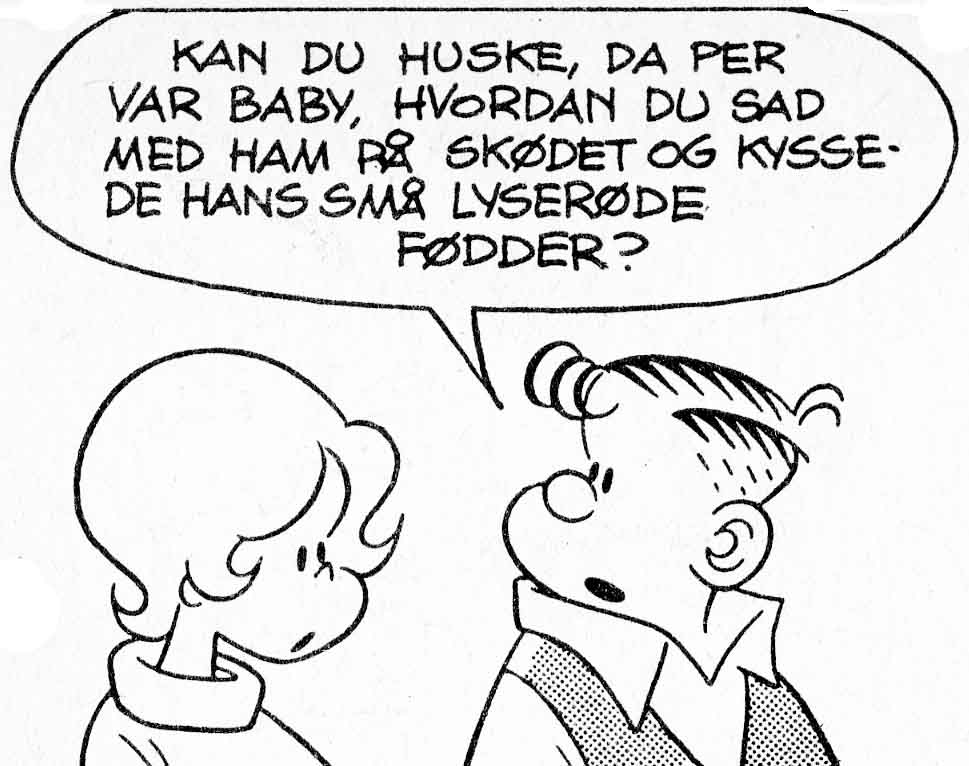 KAN DU HUSKE, DA PER
VAR BABY, HVORDAN DU SAD
MED HAM PÅ SKØDET OG KYSSE-
DE HANS SMÅ LYSERØDE
FØDDER?